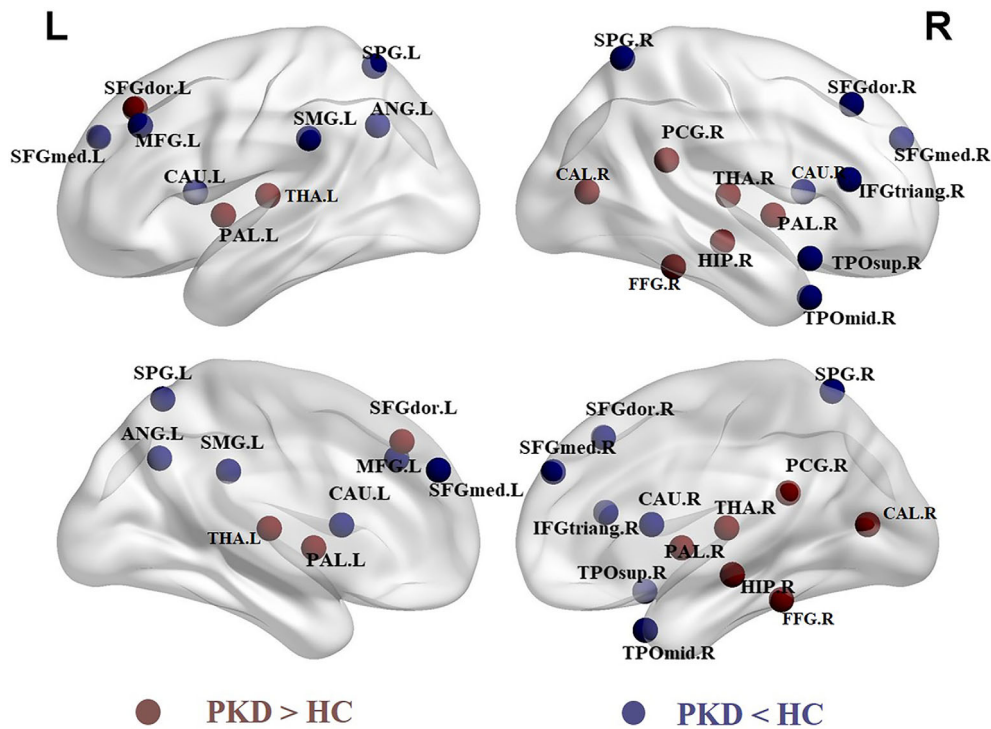 L
R
SPG.L
SFGdor.L
ANG.L
SMG.L
MFG.L
SFGmed.L
CAU.L
THA.L
PAL.L
SPG.R
SFGdor.R
PCG.R
SFGmed.R
CAL.R
THA.R
CAU.R
IFGtriang.R
PAL.R
HIP.R
TPOsup.R
FFG.R
TPOmid.R
SPG.L
SFGdor.L
ANG.L
SMG.L
MFG.L
SFGmed.L
CAU.L
THA.L
PAL.L
SPG.R
SFGdor.R
SFGmed.R
PCG.R
CAU.R
THA.R
CAL.R
IFGtriang.R
PAL.R
TPOsup.R
HIP.R
FFG.R
TPOmid.R
PKD > HC
PKD < HC